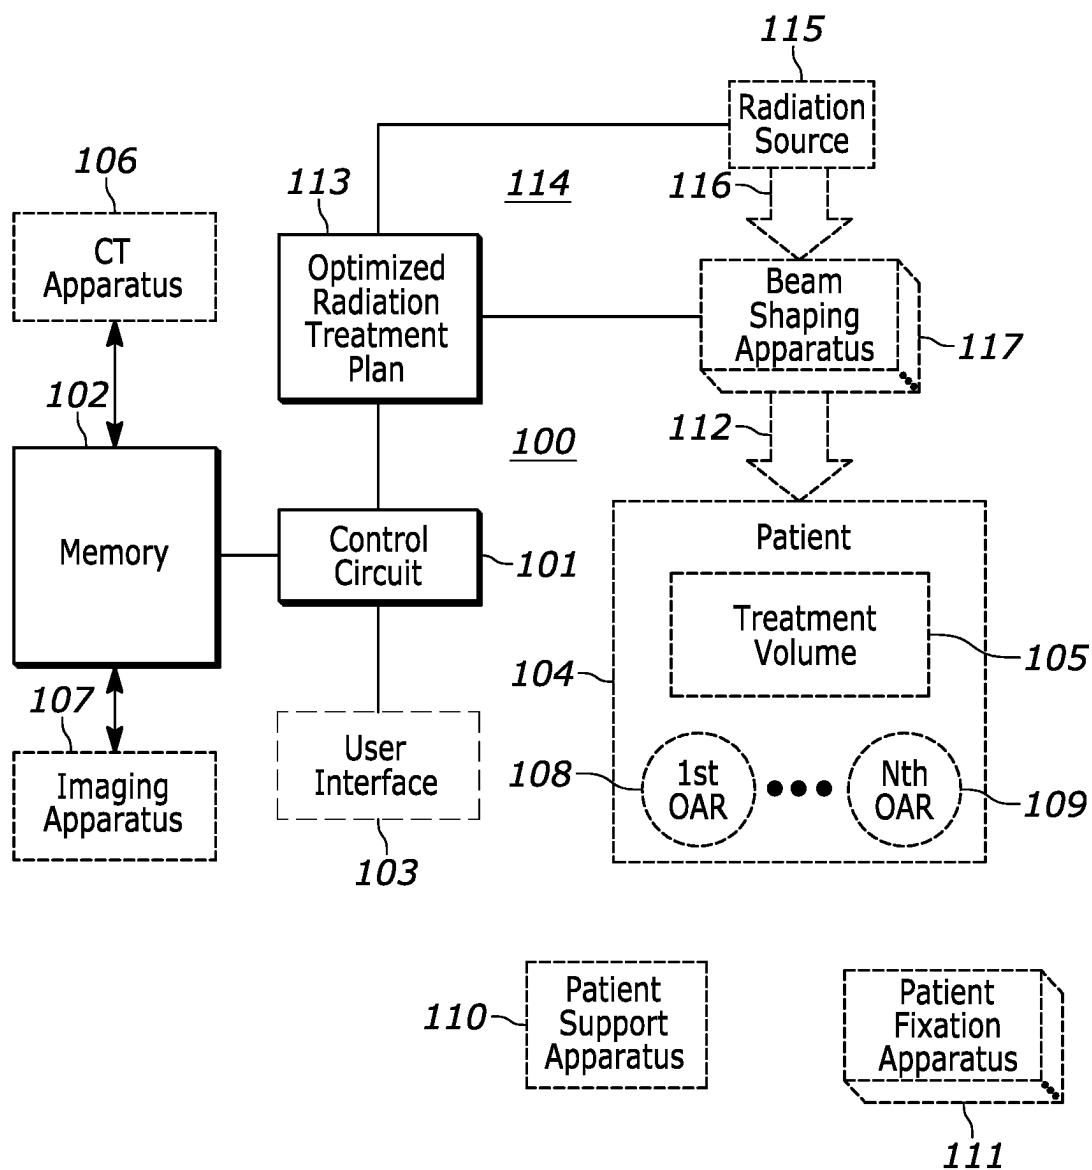 115
Radiation
Source
106
113
114
116
CT
Apparatus
Optimized
Radiation
Treatment
Plan
Beam
Shaping
Apparatus
117
102
100
112
Memory
Control
Circuit
101
Patient
Treatment
Volume
105
104
107
Imaging
Apparatus
User
Interface
103
108
1st
OAR
Nth
OAR
109
110
Patient
Support
Apparatus
Patient
Fixation
Apparatus
111